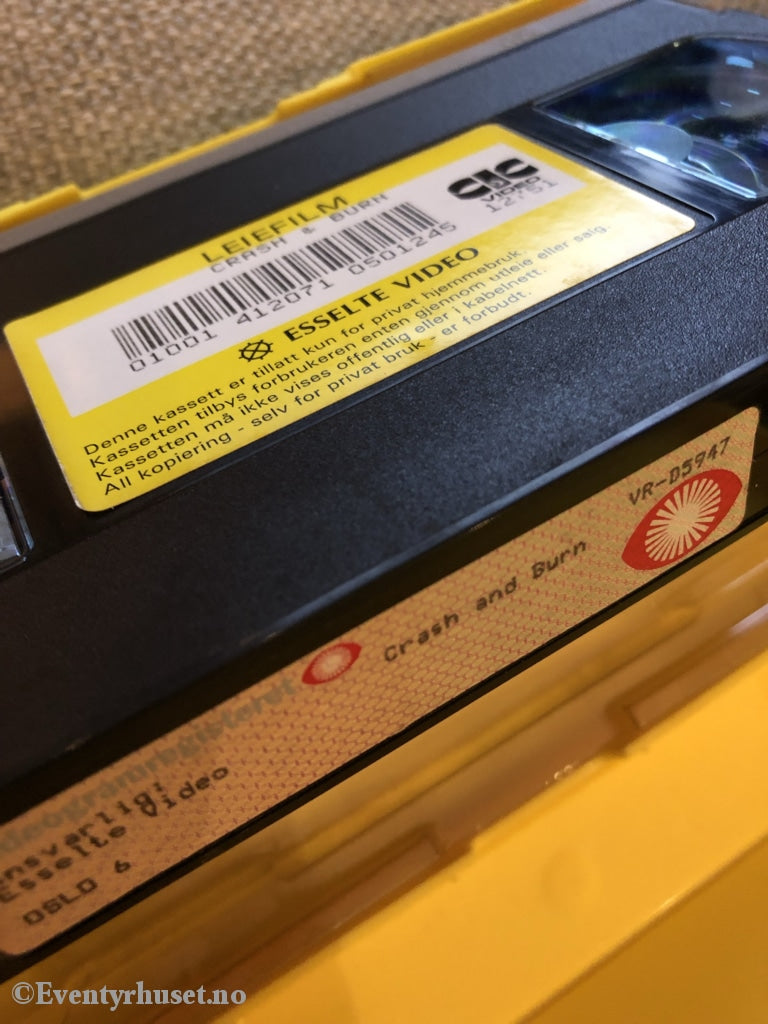 LEIEFILM
CRASH & BURN
CIC
VIDEO
12:51
01001 412071 0501245
ESSELTE VIDEO
Denne kassett er tillatt kun for privat hjemmebruk.
Kassetten tilbys forbrukeren enten gjennom utleie eller salg.
Kassetten må ikke vises offentlig eller i kabelnett.
All kopiering - selv for privat bruk - er forbudt.
VR-D5947
Crash and Burn
Esselte Video
OSLO 6
©Eventyrhuset.no